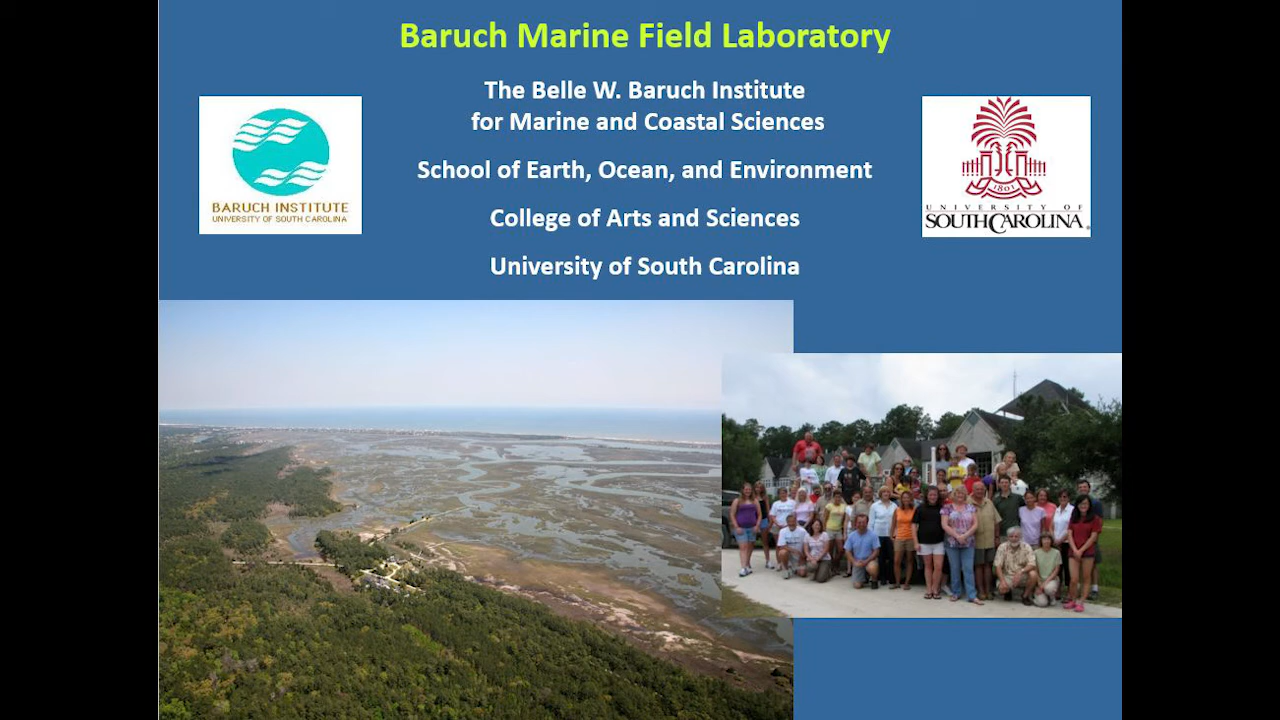 Baruch Marine Field Laboratory
The Belle W. Baruch Institute
for Marine and Coastal Sciences
School of Earth, Ocean, and Environment
College of Arts and Sciences
University of South Carolina
BARUCH INSTITUTE
UNIVERSITY OF SOUTH CAROLINA
1801
UNIVERSITY OF
SOUTH CAROLINA®